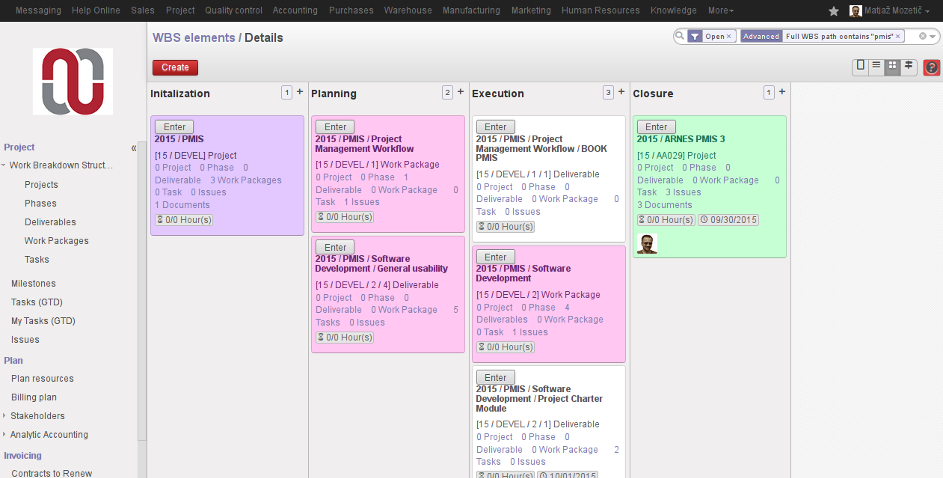 Messaging Help Online Sales Project Quality control Accounting Purchases Warehouse Manufacturing Marketing Human Resources Knowledge More Matjaž Mozetič
WBS elements / Details
Open × Advanced Full WBS path contains "pmis" ×
Create
?
Project «
Work Breakdown Struct...
Projects
Phases
Deliverables
Work Packages
Tasks
Milestones
Tasks (GTD)
My Tasks (GTD)
Issues
Plan
Plan resources
Billing plan
Stakeholders
Analytic Accounting
Invoicing
Contracts to Renew
Initalization 1 +
Enter
2015 / PMIS
[15 / DEVEL] Project
0 Project 0 Phase 0
Deliverable 3 Work Packages
0 Task 0 Issues
1 Documents
0/0 Hour(s)
Planning 2 +
Enter
2015 / PMIS / Project
Management Workflow
[15 / DEVEL / 1] Work Package
0 Project 0 Phase 1
Deliverable 0 Work Package 0
Task 1 Issues
0/0 Hour(s)
Enter
2015 / PMIS / Software
Development / General usability
[15 / DEVEL / 2 / 4] Deliverable
0 Project 0 Phase 0
Deliverable 0 Work Package 5
Tasks 0 Issues
0/0 Hour(s)
Execution 3 +
Enter
2015 / PMIS / Project
Management Workflow / BOOK
PMIS
[15 / DEVEL / 1 / 1] Deliverable
0 Project 0 Phase 0
Deliverable 0 Work Package 0
Task 0 Issues
0/0 Hour(s)
Enter
2015 / PMIS / Software
Development
[15 / DEVEL / 2] Work Package
0 Project 0 Phase 4
Deliverables 0 Work Package
0 Task 1 Issues
0/0 Hour(s)
Enter
2015 / PMIS / Software
Development / Project Charter
Module
[15 / DEVEL / 2 / 1] Deliverable
0 Project 0 Phase 0
Deliverable 0 Work Package 2
Tasks 0 Issues
0/0 Hour(s) 10/01/2015
Closure 1 +
Enter
2015 / ARNES PMIS 3
[15 / AA029] Project
0 Project 0 Phase 0
Deliverable 0 Work Package 0
Task 3 Issues
3 Documents
0/0 Hour(s) 09/30/2015